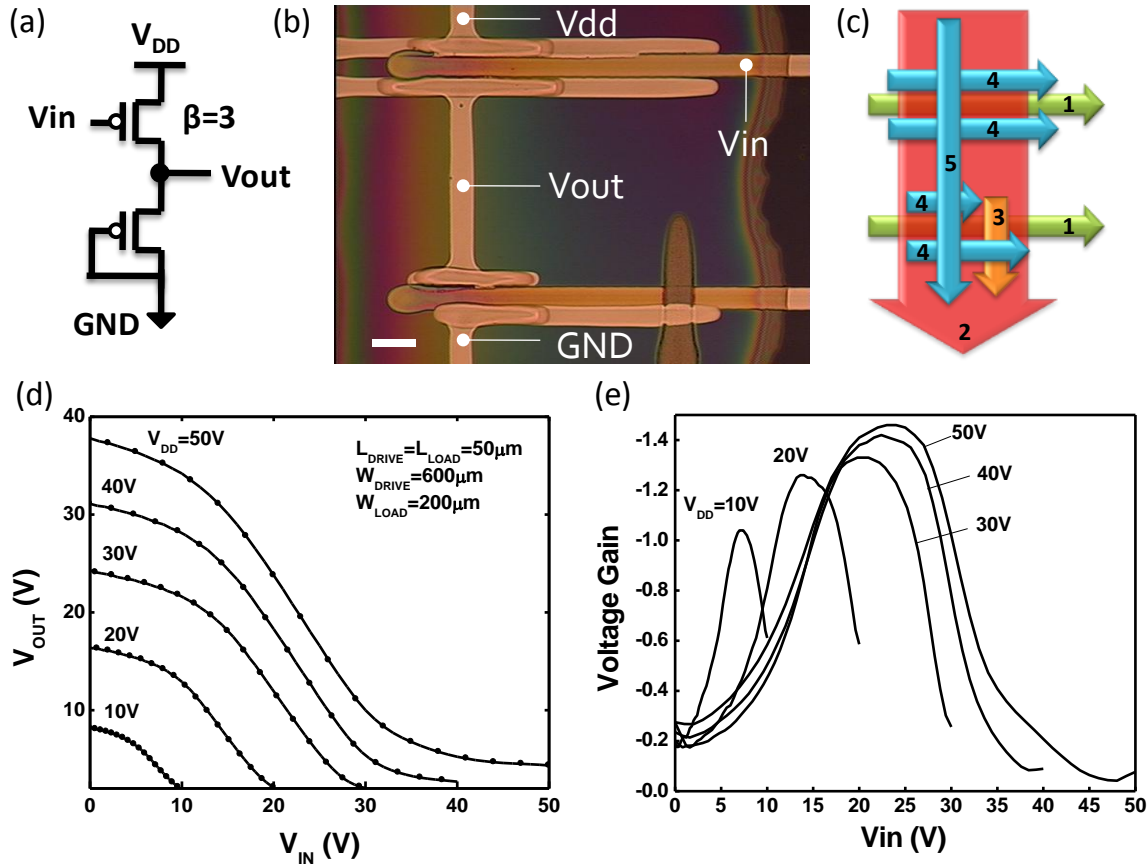 (a)
V_DD
Vin
β=3
Vout
GND
(b)
Vdd
Vin
Vout
GND
(c)
4
1
4
5
4
3
1
4
2
(d)
40
30
20
10
V_OUT (V)
V_DD=50V
40V
30V
20V
10V
L_DRIVE=L_LOAD=50μm
W_DRIVE=600μm
W_LOAD=200μm
0 10 20 30 40 50
V_IN (V)
(e)
-1.4
-1.2
-1.0
-0.8
-0.6
-0.4
-0.2
-0.0
Voltage Gain
V_DD=10V
20V
50V
40V
30V
0 5 10 15 20 25 30 35 40 45 50
Vin (V)